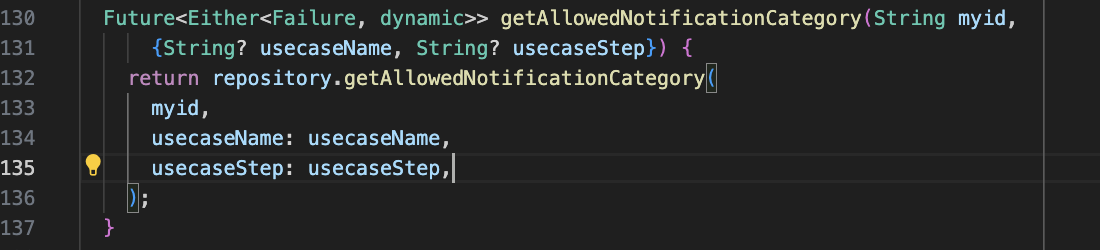 130 Future<Either<Failure, dynamic>> getAllowedNotificationCategory(String myid,
131 {String? usecaseName, String? usecaseStep}) {
132 return repository.getAllowedNotificationCategory(
133 myid,
134 usecaseName: usecaseName,
135 usecaseStep: usecaseStep,
136 );
137 }